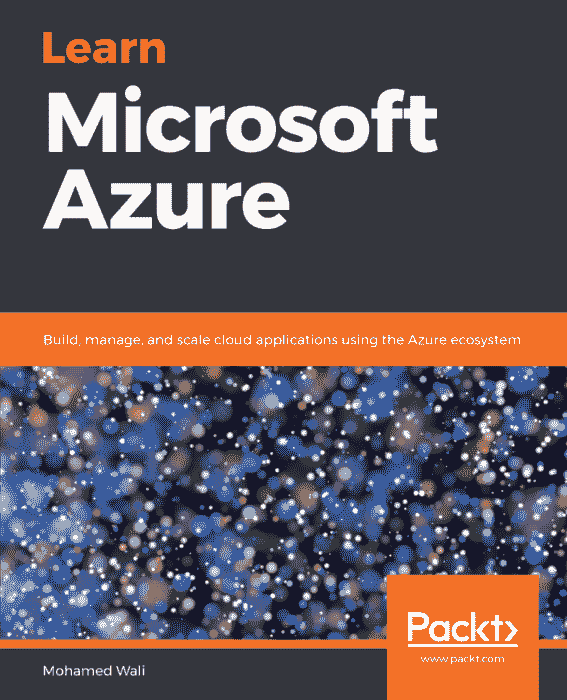 Learn
Microsoft
Azure
Build, manage, and scale cloud applications using the Azure ecosystem
Packt>
www.packt.com
Mohamed Wali